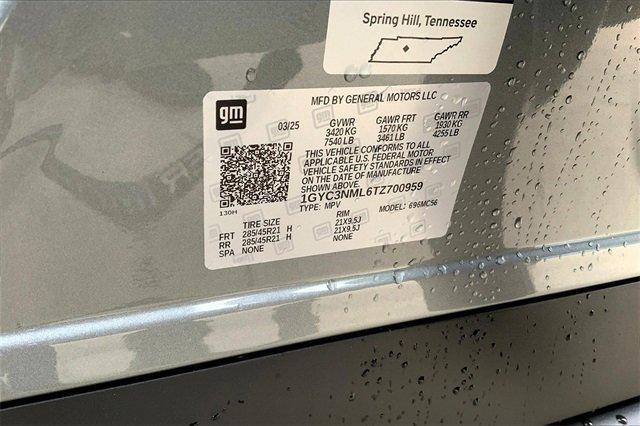 Spring Hill, Tennessee
gm
MFD BY GENERAL MOTORS LLC
03/25 GVWR GAWR FRT GAWR RR
3420 KG 1570 KG 1930 KG
7540 LB 3461 LB 4255 LB
THIS VEHICLE CONFORMS TO ALL
APPLICABLE U.S. FEDERAL MOTOR
VEHICLE SAFETY STANDARDS IN EFFECT
ON THE DATE OF MANUFACTURE
SHOWN ABOVE.
1GYC3NML6TZ700959
TYPE: MPV MODEL: 696MC56
130H
TIRE SIZE RIM
FRT 285/45R21 H 21X9.5J
RR 285/45R21 H 21X9.5J
SPA NONE NONE